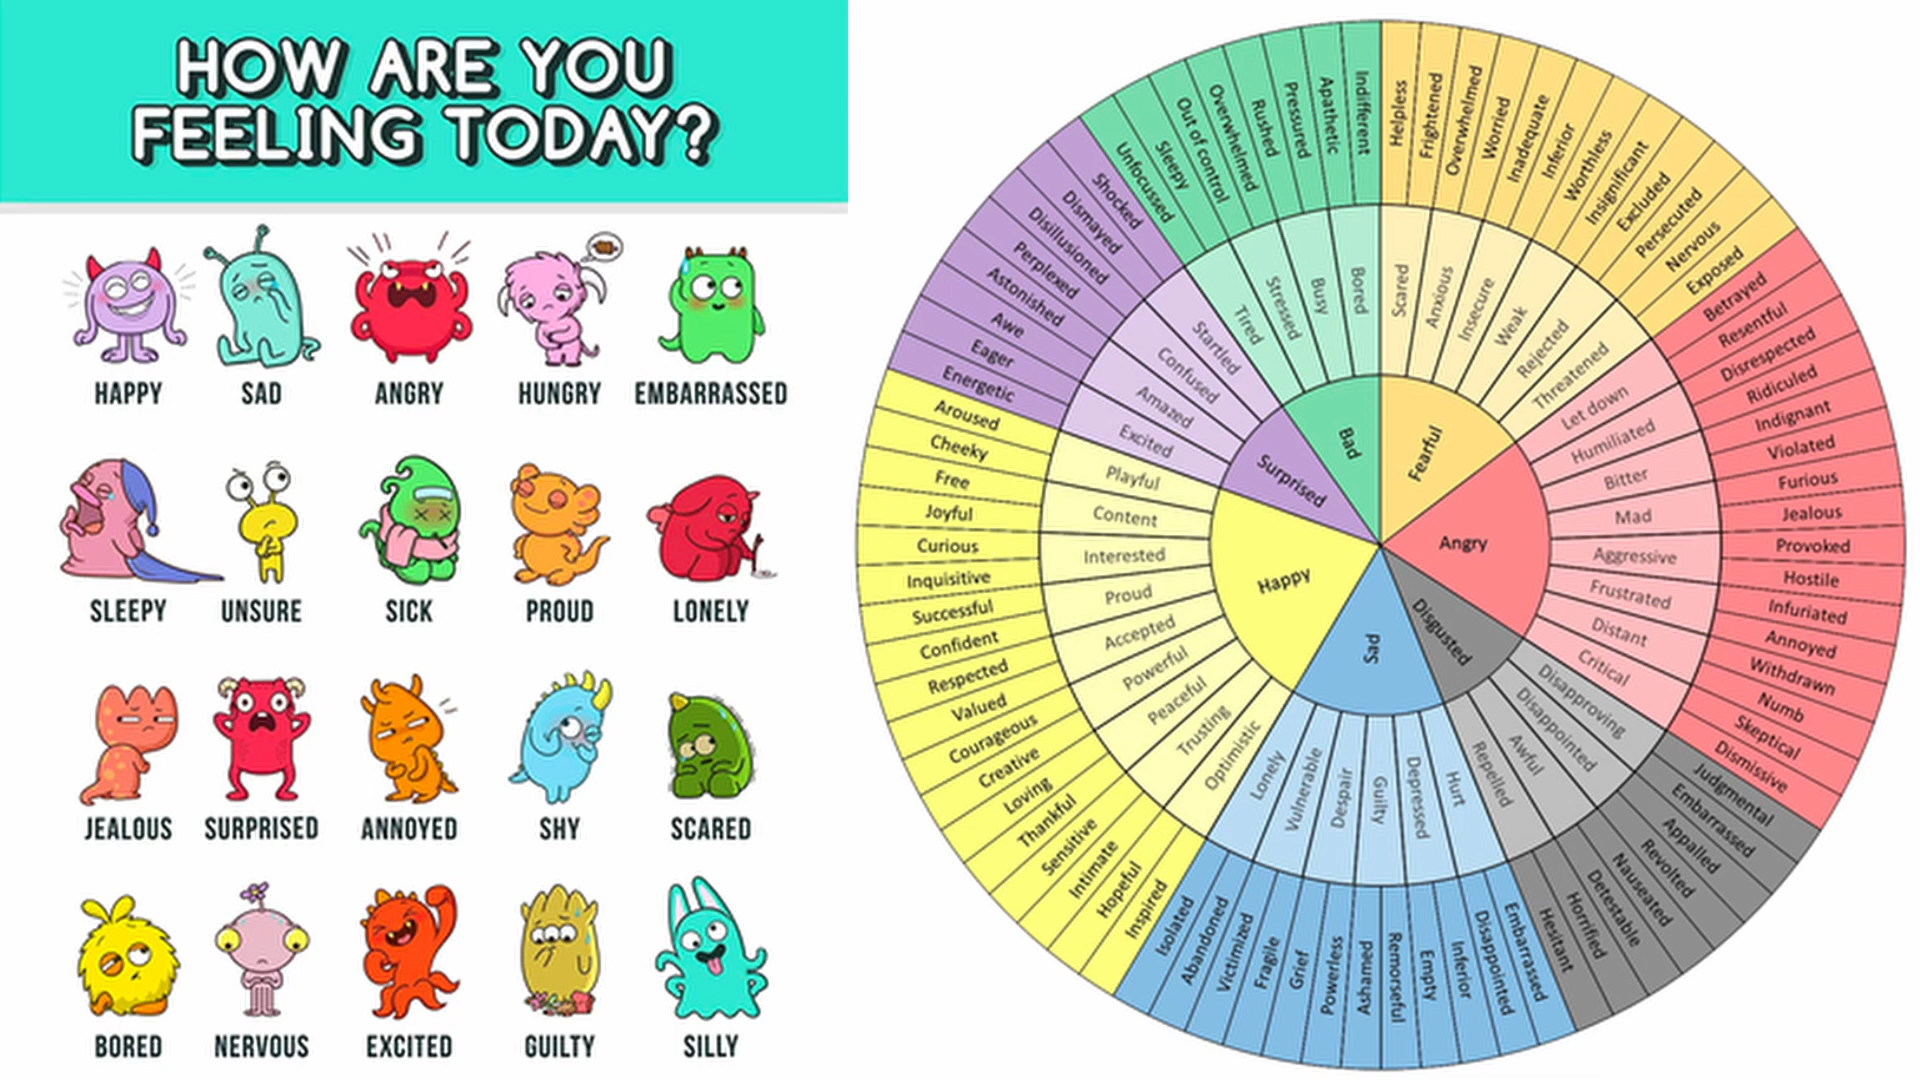 HOW ARE YOU
FEELING TODAY?
HAPPY
SAD
ANGRY
HUNGRY
EMBARRASSED
SLEEPY
UNSURE
SICK
PROUD
LONELY
JEALOUS
SURPRISED
ANNOYED
SHY
SCARED
BORED
NERVOUS
EXCITED
GUILTY
SILLY
Fearful
Angry
Disgusted
Sad
Happy
Surprised
Bad
Scared
Anxious
Insecure
Weak
Rejected
Threatened
Let down
Humiliated
Bitter
Mad
Aggressive
Frustrated
Distant
Critical
Disapproving
Disappointed
Awful
Repelled
Hurt
Depressed
Guilty
Despair
Vulnerable
Lonely
Optimistic
Trusting
Peaceful
Powerful
Accepted
Proud
Interested
Content
Playful
Excited
Amazed
Confused
Startled
Tired
Stressed
Busy
Bored
Helpless
Frightened
Overwhelmed
Worried
Inadequate
Inferior
Worthless
Insignificant
Excluded
Persecuted
Nervous
Exposed
Betrayed
Resentful
Disrespected
Ridiculed
Indignant
Violated
Furious
Jealous
Provoked
Hostile
Infuriated
Annoyed
Withdrawn
Numb
Skeptical
Dismissive
Judgmental
Embarrassed
Appalled
Revolted
Nauseated
Detestable
Horrified
Hesitant
Embarrassed
Disappointed
Inferior
Empty
Remorseful
Ashamed
Powerless
Grief
Fragile
Victimized
Abandoned
Isolated
Inspired
Hopeful
Intimate
Sensitive
Thankful
Loving
Creative
Courageous
Valued
Respected
Confident
Successful
Inquisitive
Curious
Joyful
Free
Cheeky
Aroused
Energetic
Eager
Awe
Astonished
Perplexed
Disillusioned
Dismayed
Shocked
Unfocussed
Sleepy
Out of control
Overwhelmed
Rushed
Pressured
Apathetic
Indifferent